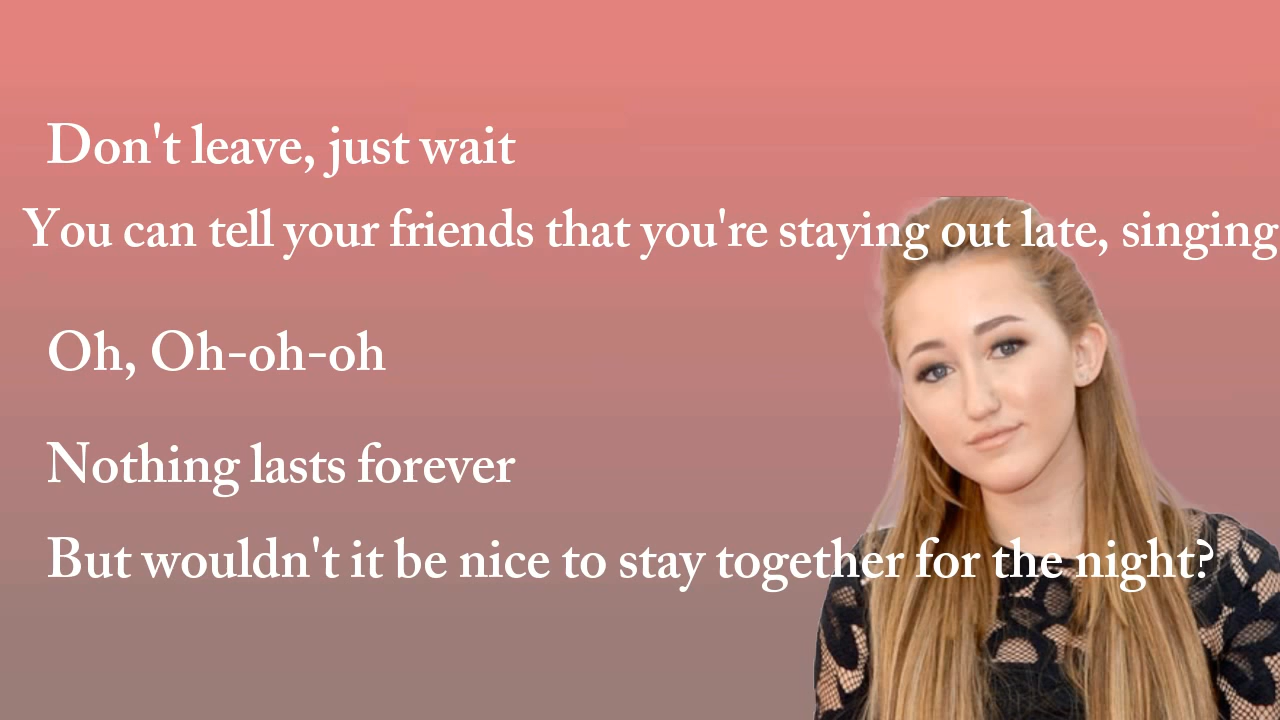 Don't leave, just wait
You can tell your friends that you're staying out late, singing
Oh, Oh-oh-oh
Nothing lasts forever
But wouldn't it be nice to stay together for the night?